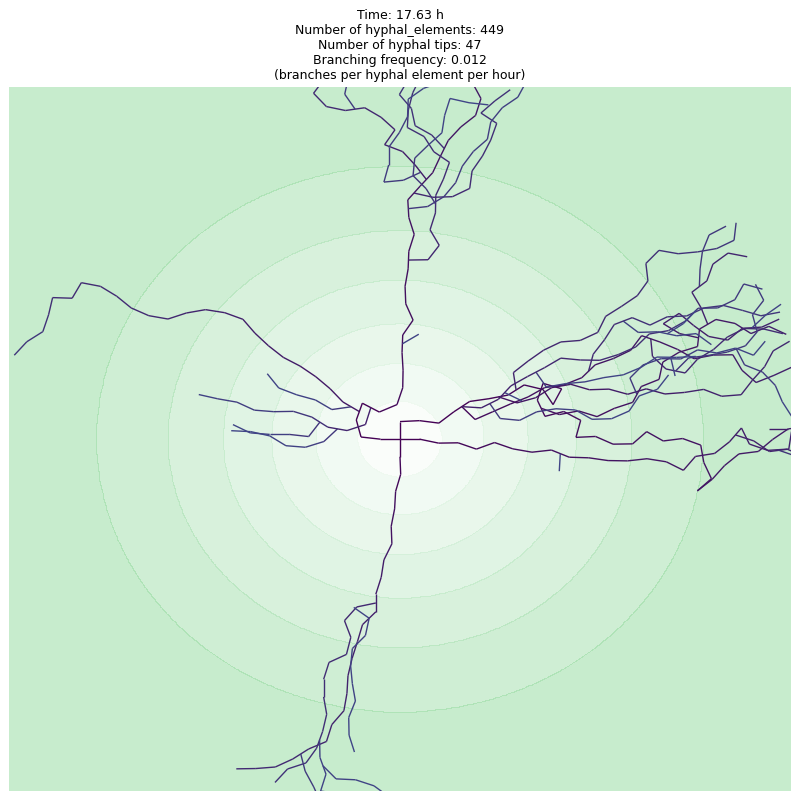 Time: 17.63 h
Number of hyphal_elements: 449
Number of hyphal tips: 47
Branching frequency: 0.012
(branches per hyphal element per hour)